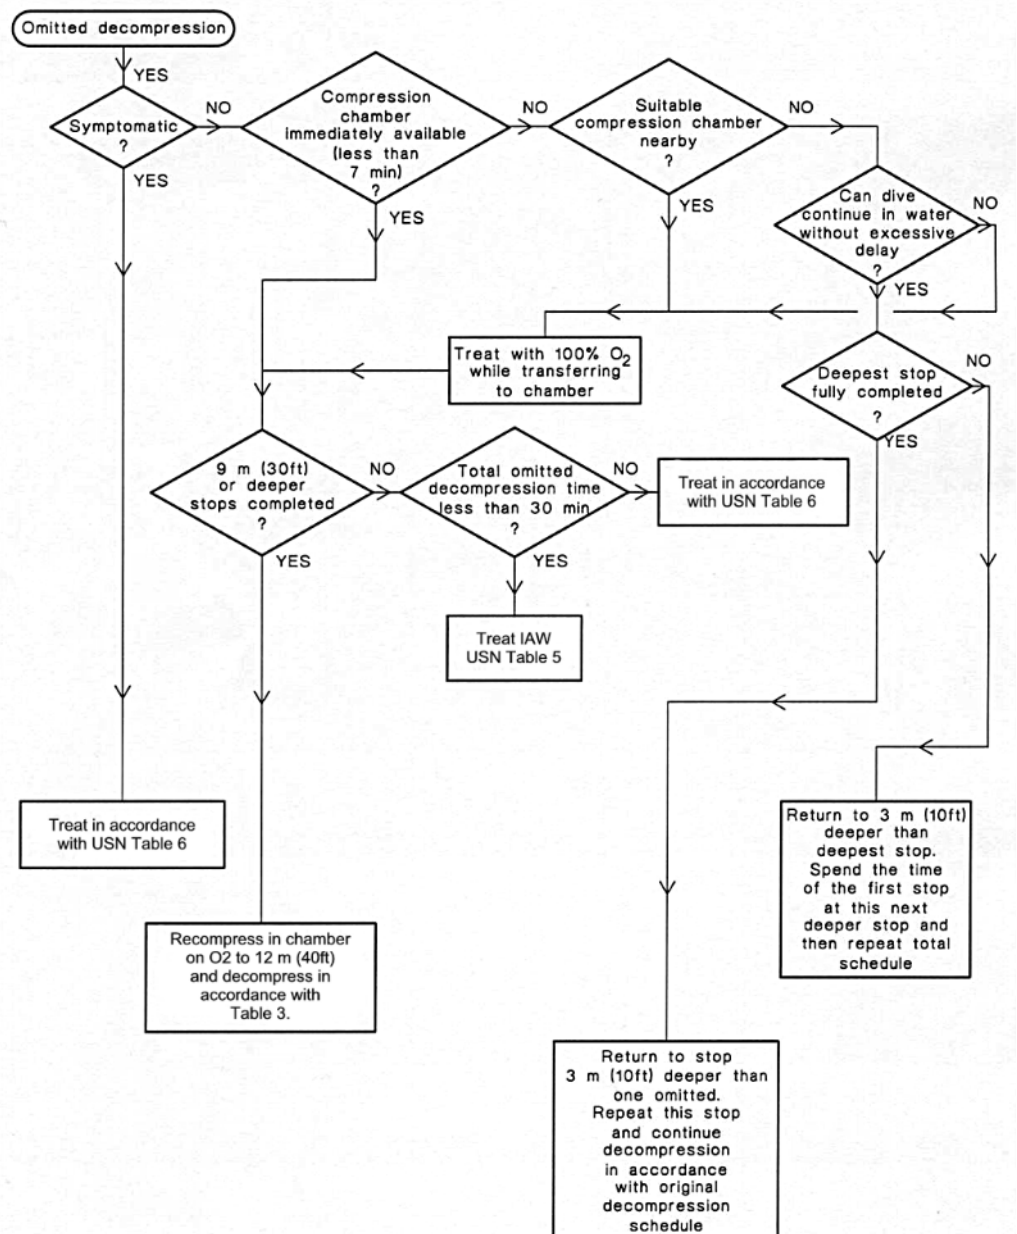 Omitted decompression
YES
Symptomatic
?
NO
YES
Compression
chamber
immediately available
(less than
7 min)
?
NO
YES
Suitable
compression chamber
nearby
?
NO
YES
Can dive
continue in water
without excessive
delay
?
NO
YES
Treat with 100% O2
while transferring
to chamber
Deepest stop
fully completed
?
NO
YES
9 m (30ft)
or deeper
stops completed
?
NO
YES
Total omitted
decompression time
less than 30 min
?
NO
YES
Treat in accordance
with USN Table 6
Treat IAW
USN Table 5
Treat in accordance
with USN Table 6
Recompress in chamber
on O2 to 12 m (40ft)
and decompress in
accordance with
Table 3.
Return to 3 m (10ft)
deeper than
deepest stop.
Spend the time
of the first stop
at this next
deeper stop and
then repeat total
schedule
Return to stop
3 m (10ft) deeper than
one omitted.
Repeat this stop
and continue
decompression
in accordance
with original
decompression
schedule